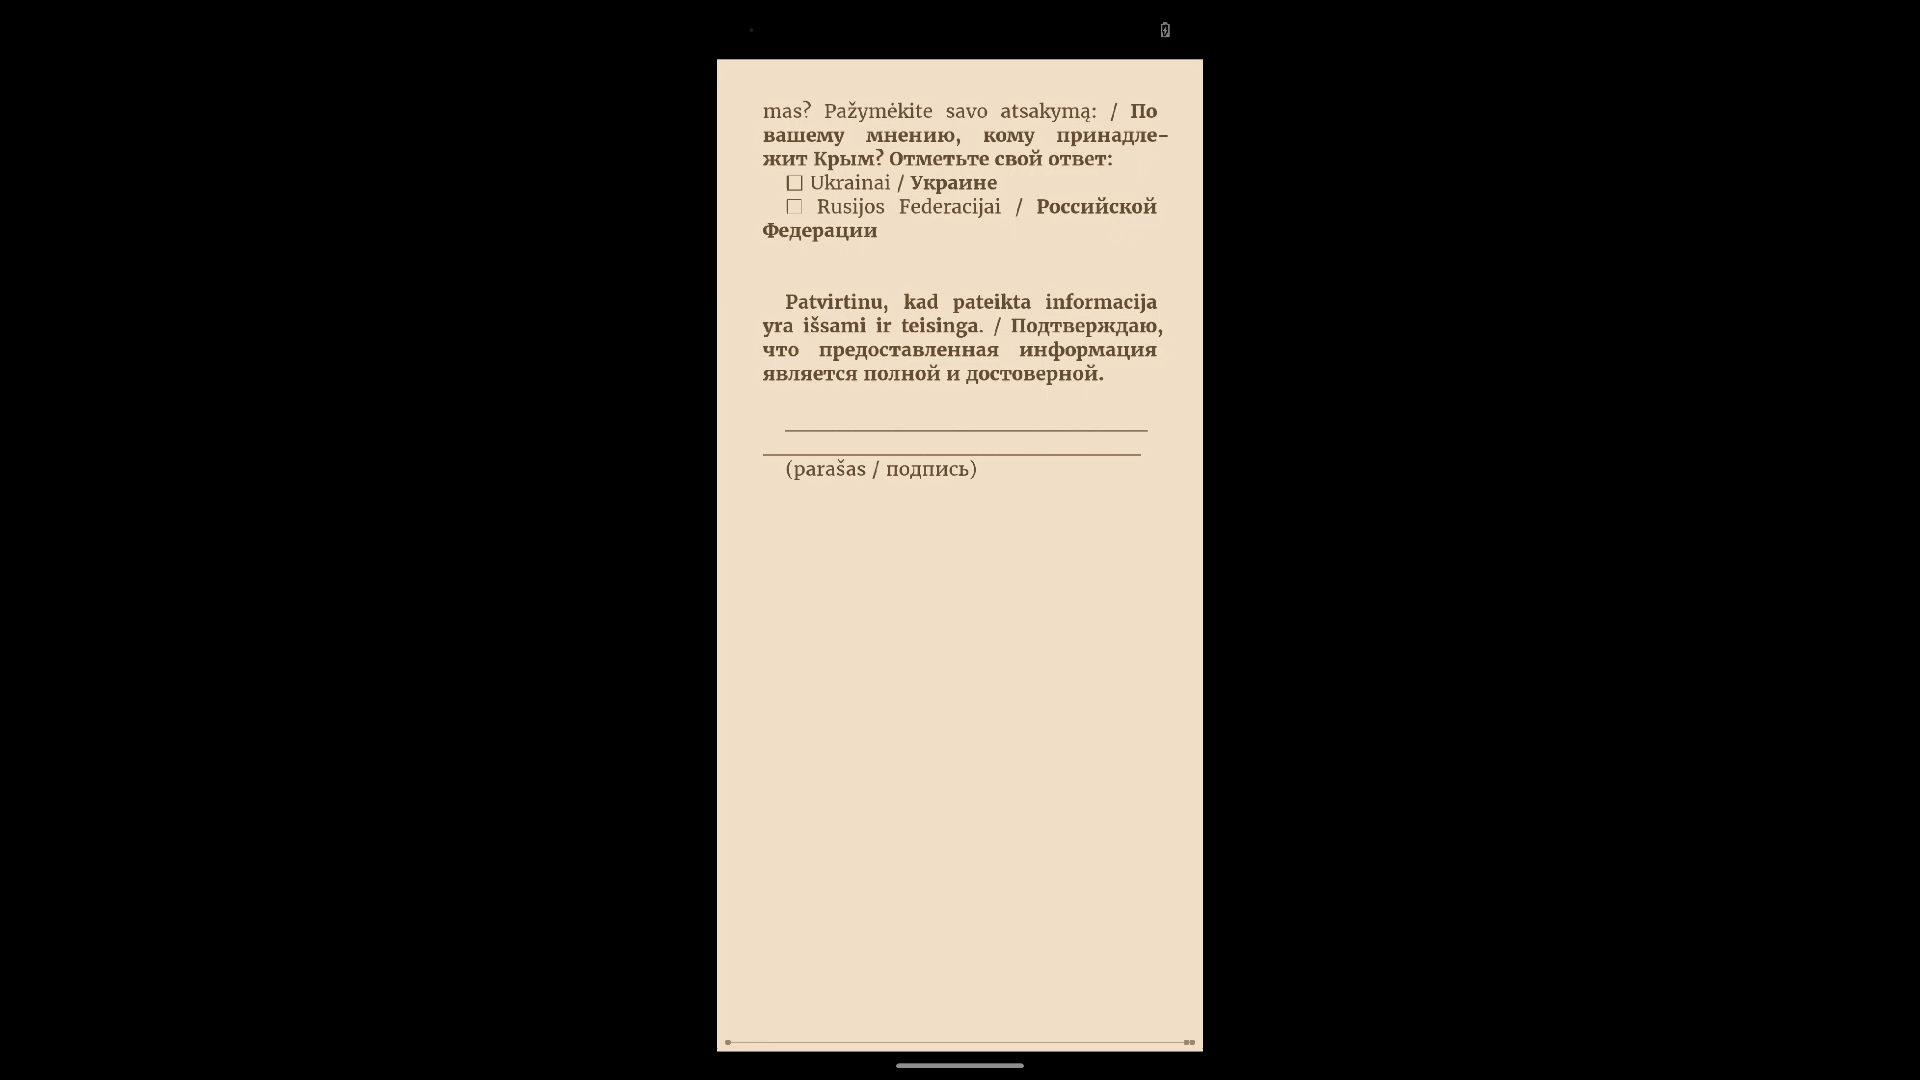 mas? Pažymėkite savo atsakymą: / По
вашему мнению, кому принадле-
жит Крым? Отметьте свой ответ:
☐ Ukrainai / Украине
☐ Rusijos Federacijai / Российской
Федерации
Patvirtinu, kad pateikta informacija
yra išsami ir teisinga. / Подтверждаю,
что предоставленная информация
является полной и достоверной.
(parašas / подпись)